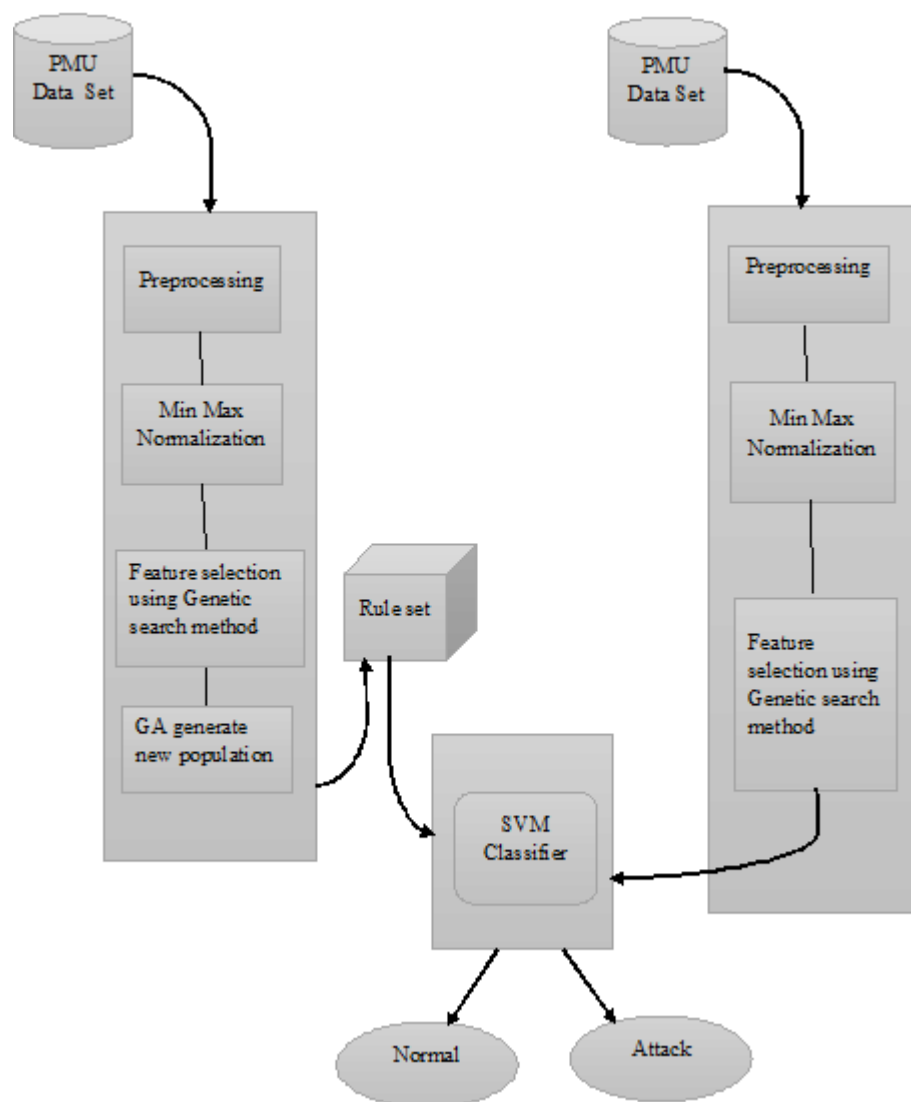 PMU
Data Set
PMU
Data Set
Preprocessing
Min Max
Normalization
Feature selection
using Genetic
search method
GA generate
new population
Rule set
Preprocessing
Min Max
Normalization
Feature
selection using
Genetic search
method
SVM
Classifier
Normal
Attack